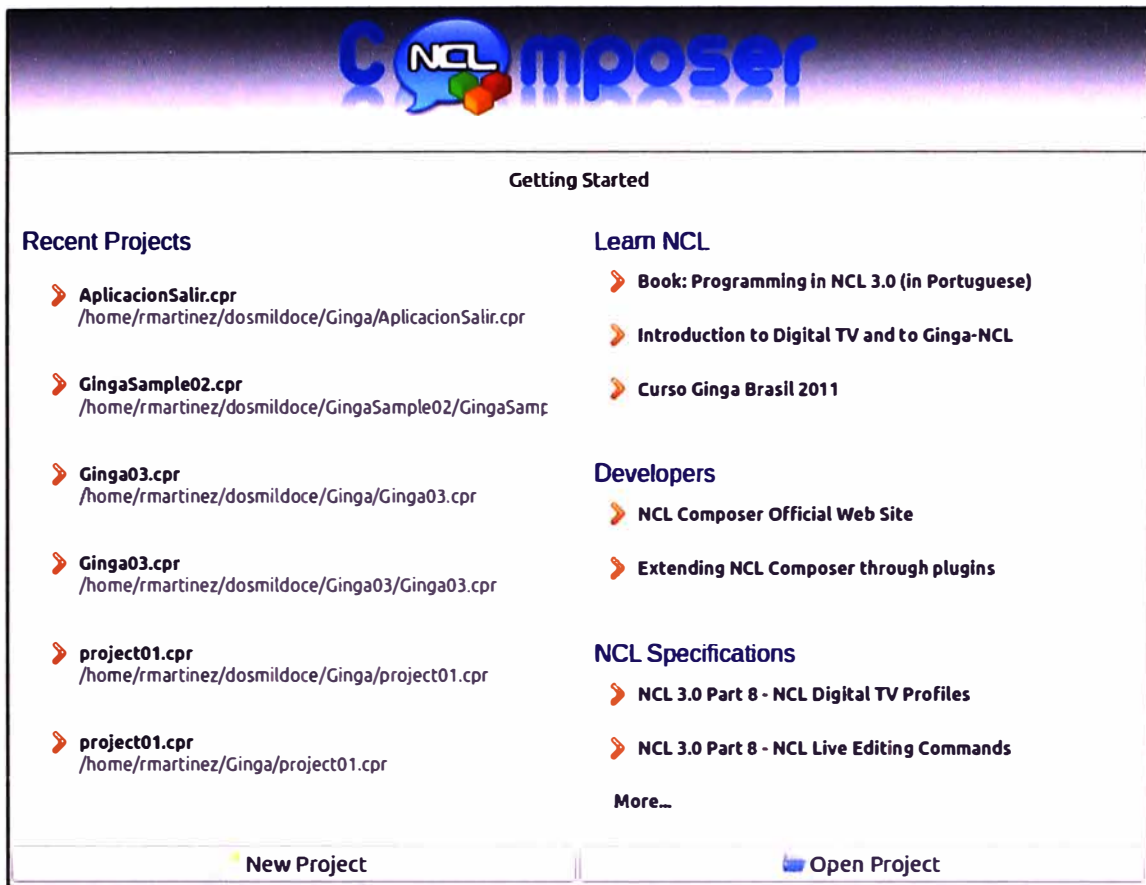 C NCL mposer
Getting Started
Recent Projects
AplicacionSalir.cpr
/home/rmartinez/dosmildoce/Ginga/AplicacionSalir.cpr
GingaSample02.cpr
/home/rmartinez/dosmildoce/GingaSample02/GingaSamp
Ginga03.cpr
/home/rmartinez/dosmildoce/Ginga/Ginga03.cpr
Ginga03.cpr
/home/rmartinez/dosmildoce/Ginga03/Ginga03.cpr
project01.cpr
/home/rmartinez/dosmildoce/Ginga/project01.cpr
project01.cpr
/home/rmartinez/Ginga/project01.cpr
Learn NCL
Book: Programming in NCL 3.0 (in Portuguese)
Introduction to Digital TV and to Ginga-NCL
Curso Ginga Brasil 2011
Developers
NCL Composer Official Web Site
Extending NCL Composer through plugins
NCL Specifications
NCL 3.0 Part 8 - NCL Digital TV Profiles
NCL 3.0 Part 8 - NCL Live Editing Commands
More...
New Project
Open Project